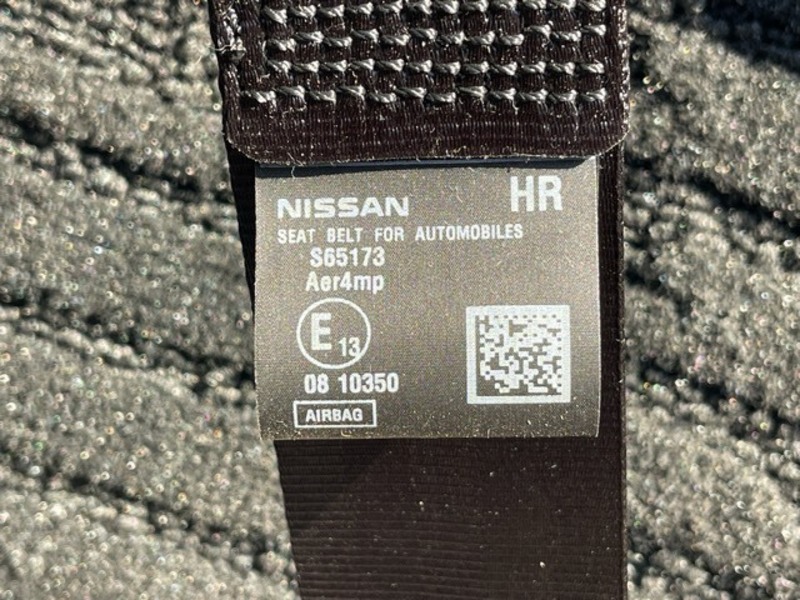 NISSAN HR
SEAT BELT FOR AUTOMOBILES
S65173
Aer4mp
E 13
08 10350
AIRBAG